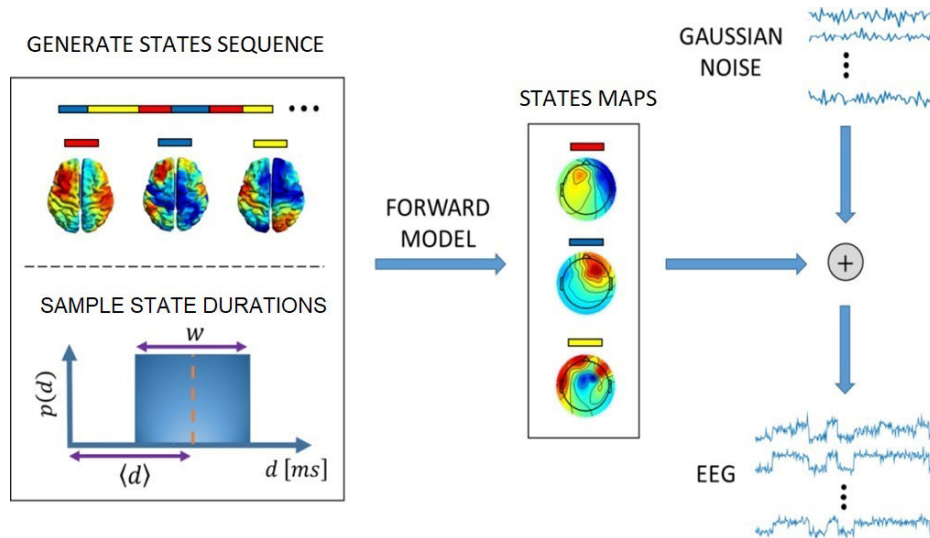 GENERATE STATES SEQUENCE
SAMPLE STATE DURATIONS
w
p(d)
⟨d⟩
d [ms]
FORWARD
MODEL
STATES MAPS
GAUSSIAN
NOISE
+
EEG